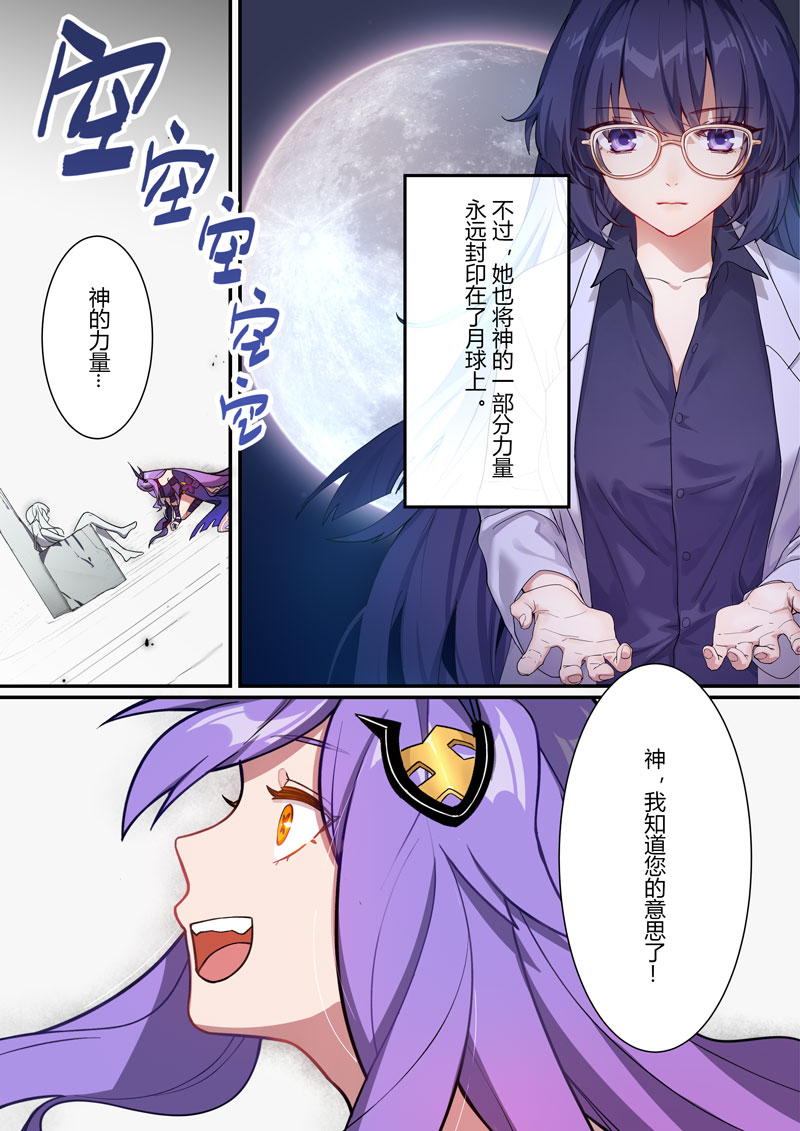 不过，她也将神的一部分力量
永远封印在了月球上。
空
空
空
空
空
神的力量…
神，我知道您的意思了！